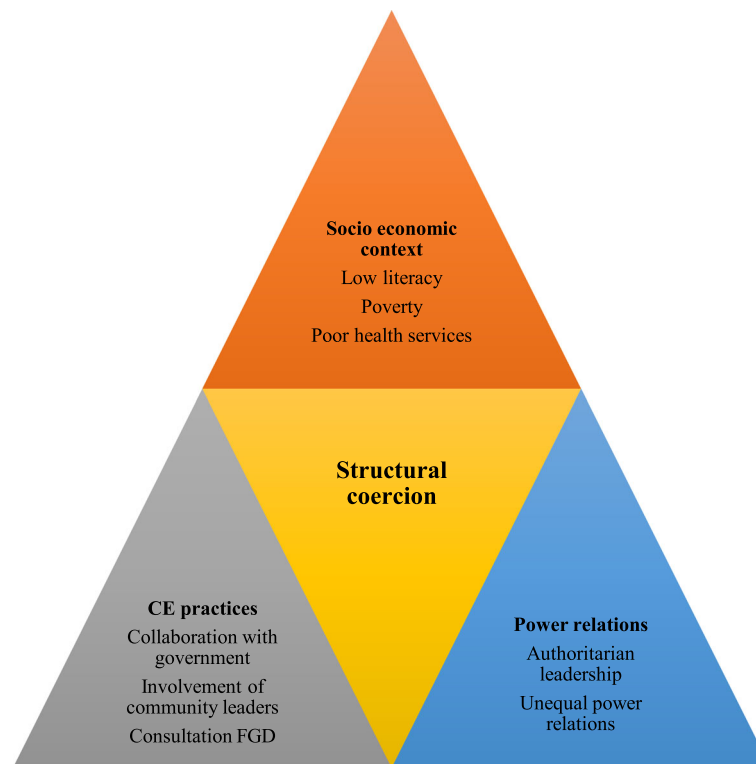 Socio economic
context
Low literacy
Poverty
Poor health services
Structural
coercion
CE practices
Collaboration with
government
Involvement of
community leaders
Consultation FGD
Power relations
Authoritarian
leadership
Unequal power
relations